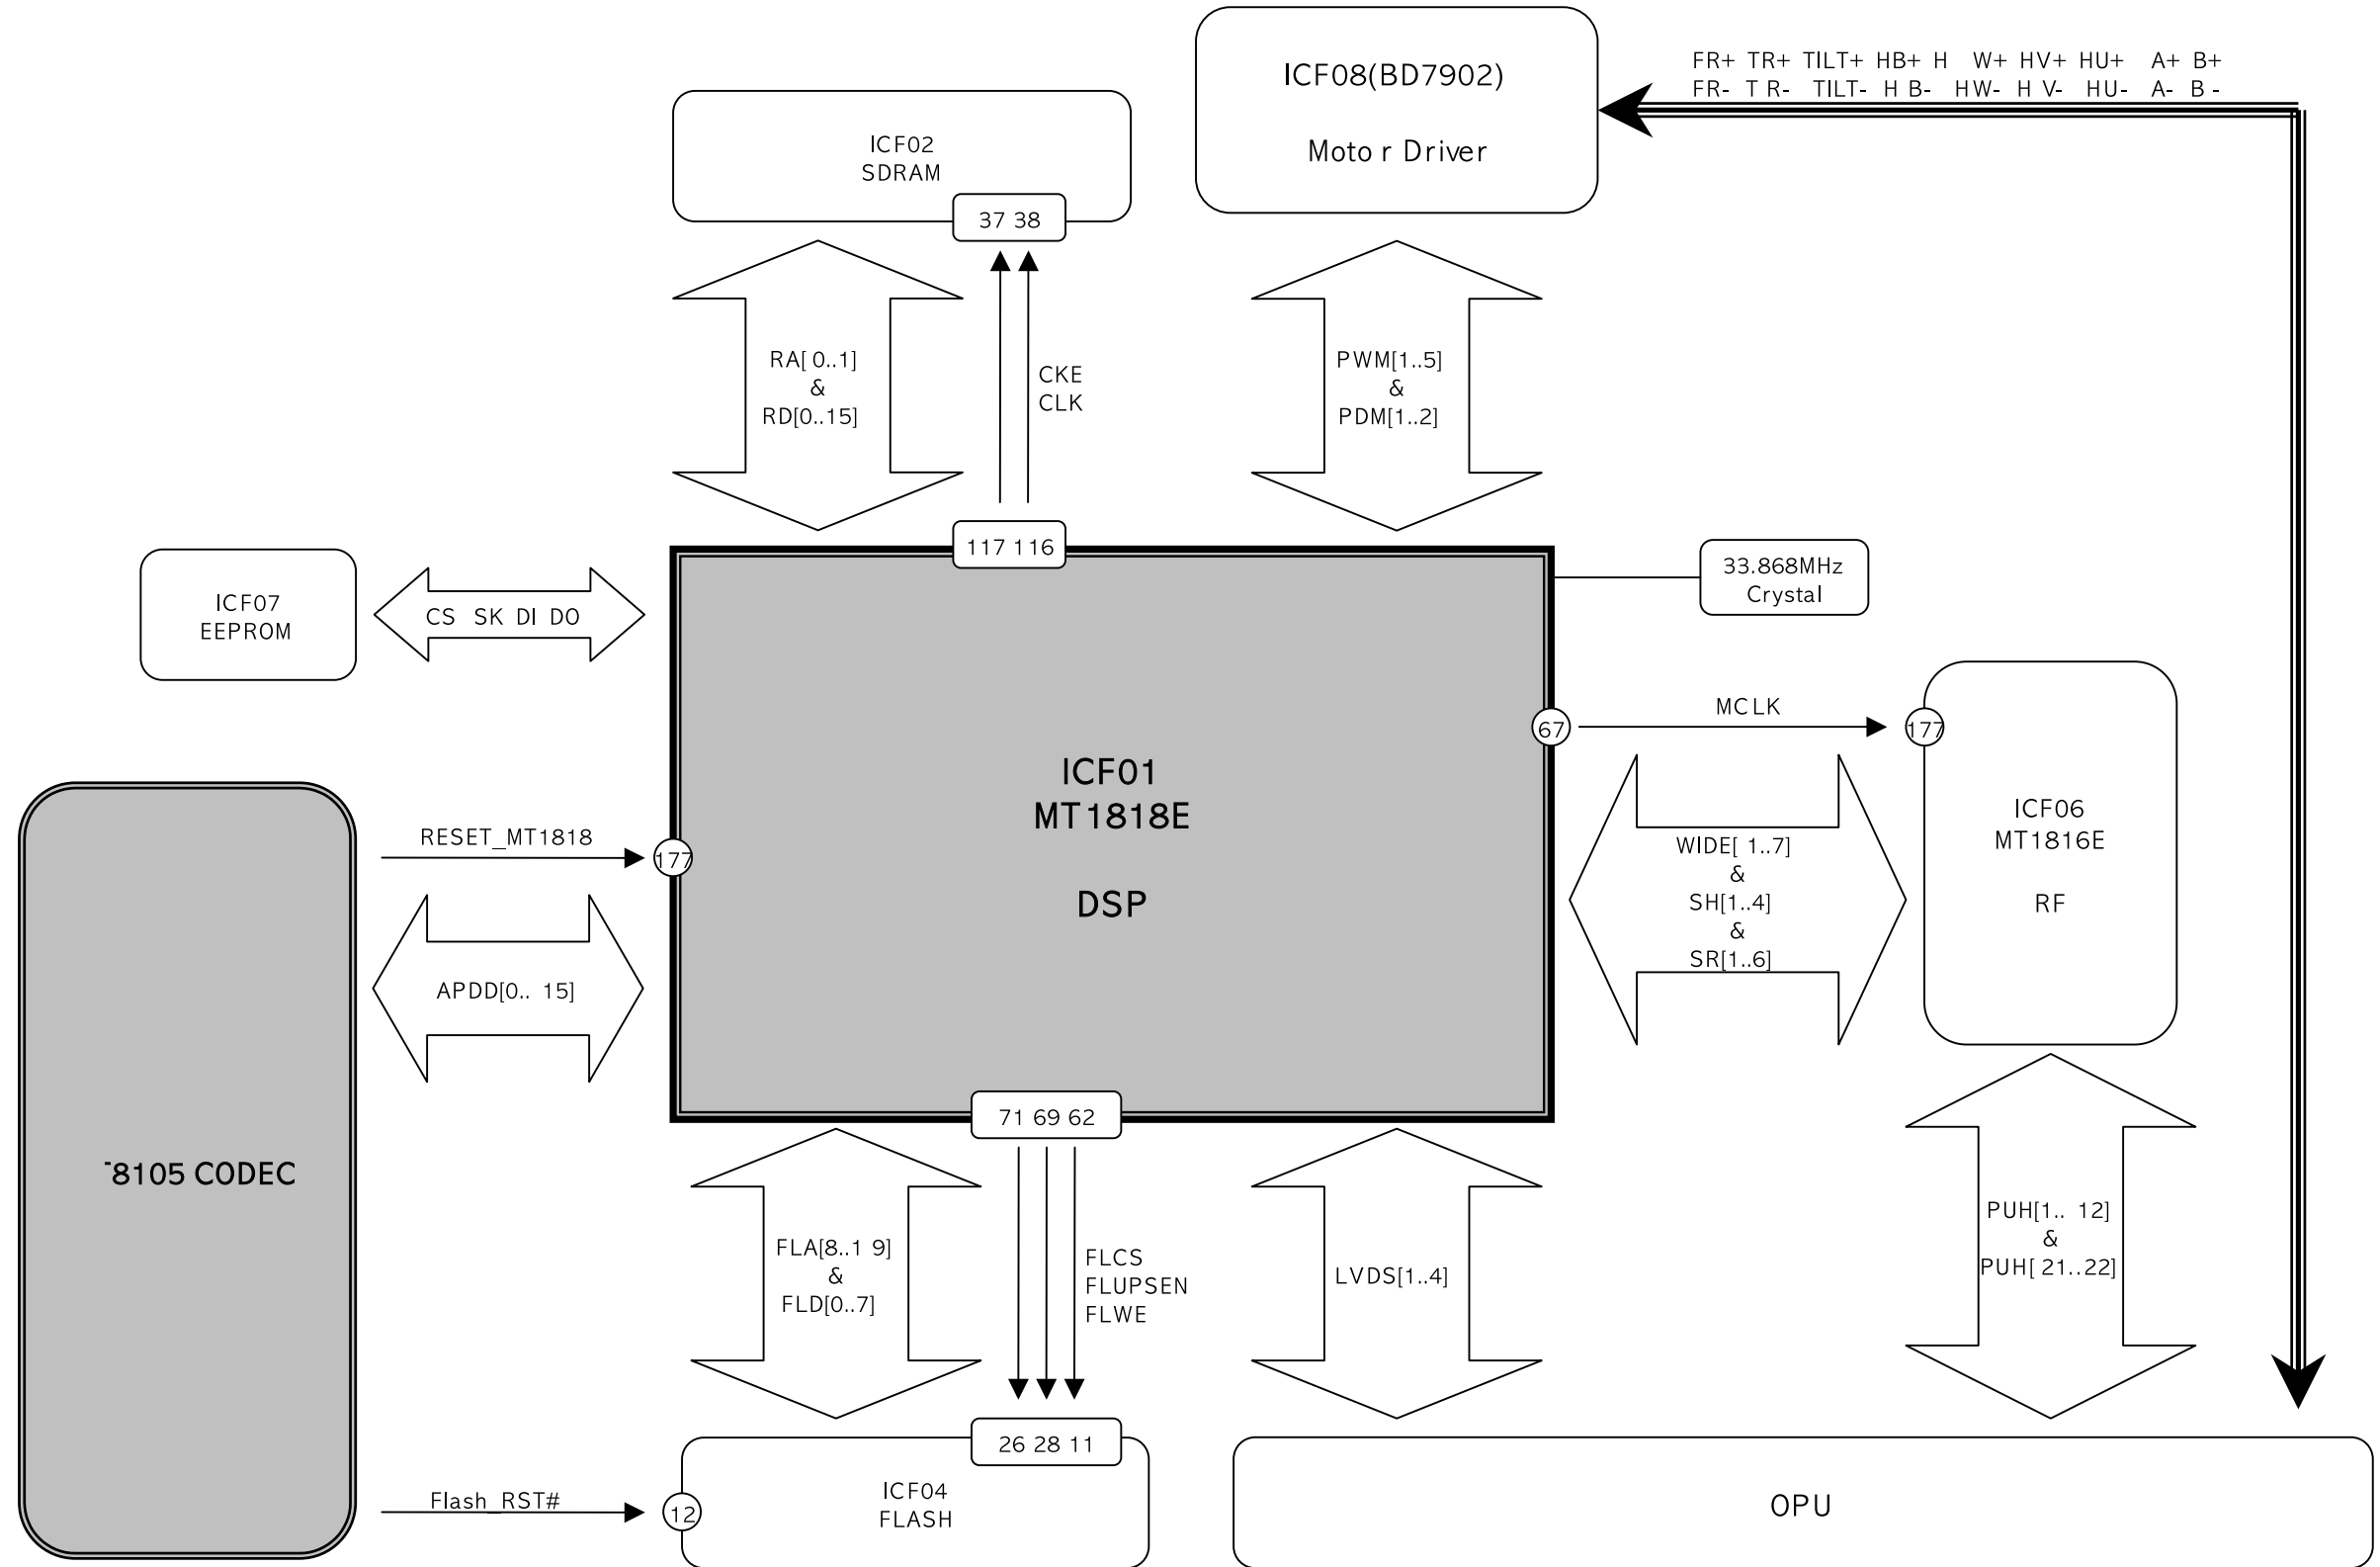 ICF08(BD7902)
Motor Driver
FR+ TR+ TILT+ HB+ H W+ HV+ HU+ A+ B+
FR- T R- TILT- H B- HW- H V- HU- A- B -
ICF02
SDRAM
37 38
RA[ 0..1]
&
RD[0..15]
CKE
CLK
PWM[1..5]
&
PDM[1..2]
117 116
33.868MHz
Crystal
ICF07
EEPROM
CS SK DI DO
MCLK
67
177
ICF01
MT1818E
DSP
ICF06
MT1816E
RF
RESET_MT1818
177
WIDE[ 1..7]
&
SH[1..4]
&
SR[1..6]
APDD[0.. 15]
71 69 62
8105 CODEC
FLA[8..1 9]
&
FLD[0..7]
FLCS
FLUPSEN
FLWE
LVDS[1..4]
PUH[1.. 12]
&
PUH[ 21..22]
26 28 11
Flash_RST#
12
ICF04
FLASH
OPU